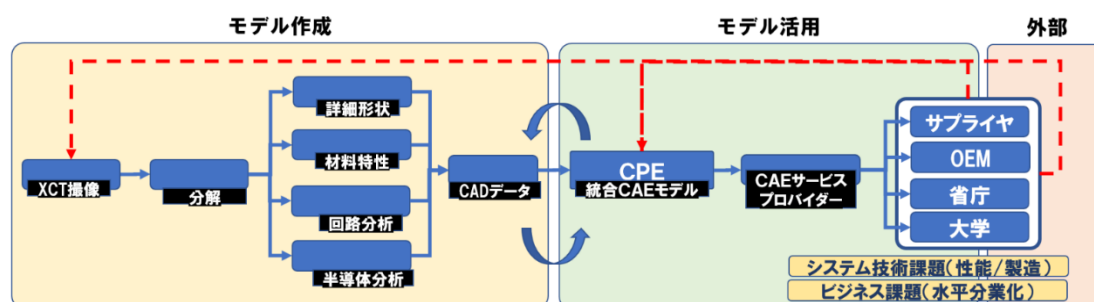 モデル作成
モデル活用
外部
XCT撮像
分解
詳細形状
材料特性
回路分析
半導体分析
CADデータ
CPE
統合CAEモデル
CAEサービス
プロバイダー
サプライヤ
OEM
省庁
大学
システム技術課題(性能/製造)
ビジネス課題(水平分業化)